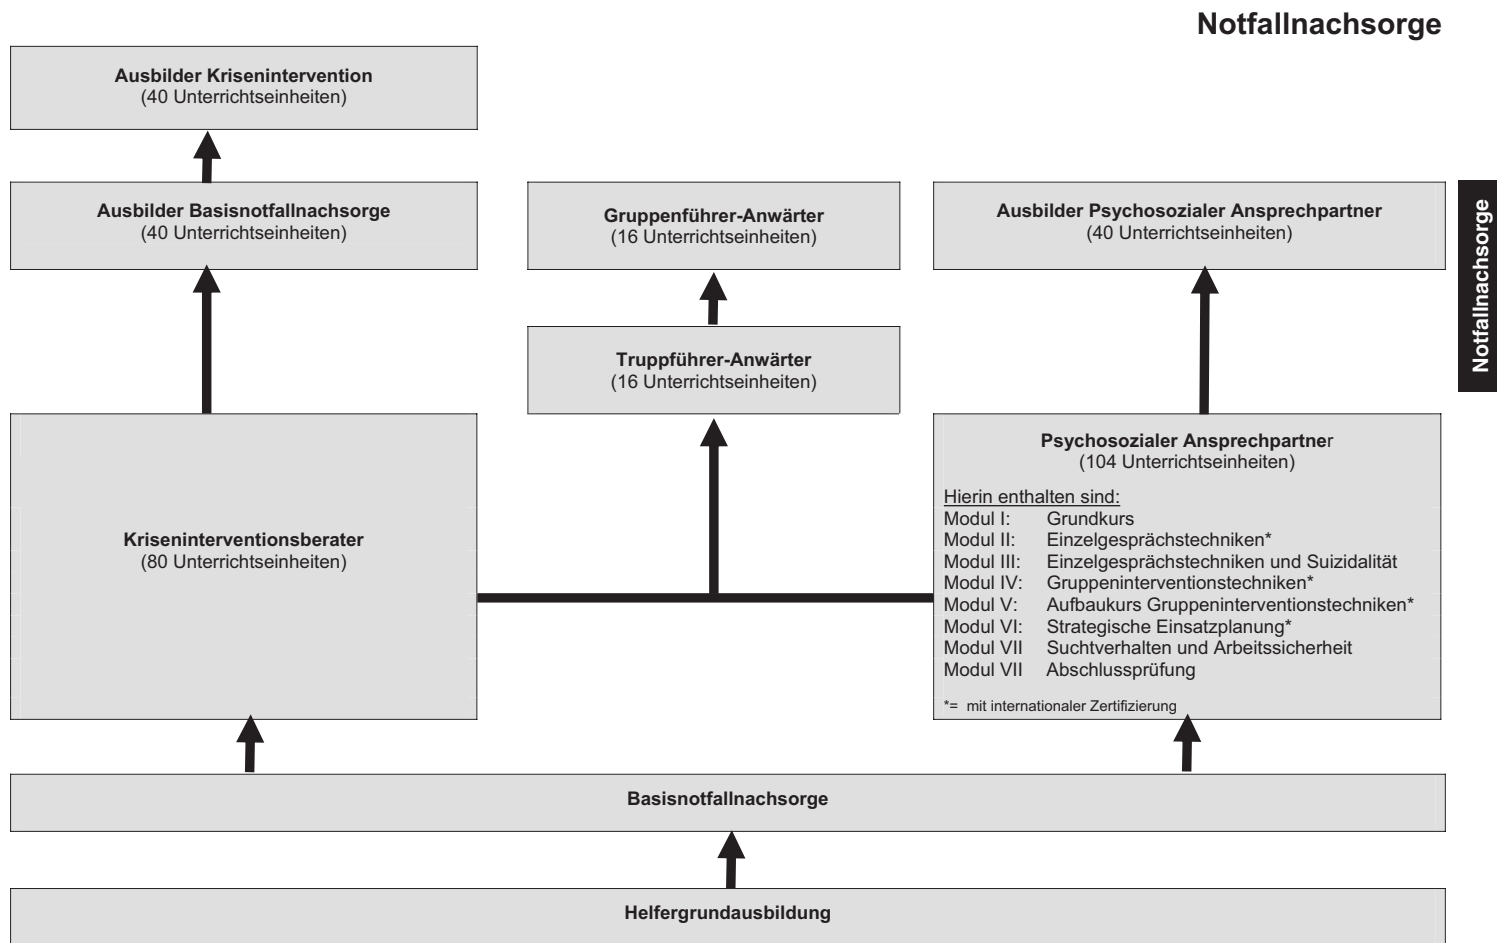 Notfallnachsorge
Ausbilder Krisenintervention
(40 Unterrichtseinheiten)
Ausbilder Basisnotfallnachsorge
(40 Unterrichtseinheiten)
Gruppenführer-Anwärter
(16 Unterrichtseinheiten)
Ausbilder Psychosozialer Ansprechpartner
(40 Unterrichtseinheiten)
Notfallnachsorge
Truppführer-Anwärter
(16 Unterrichtseinheiten)
Kriseninterventionsberater
(80 Unterrichtseinheiten)
Psychosozialer Ansprechpartner
(104 Unterrichtseinheiten)
Hierin enthalten sind:
Modul I: Grundkurs
Modul II: Einzelgesprächstechniken*
Modul III: Einzelgesprächstechniken und Suizidalität
Modul IV: Gruppeninterventionstechniken*
Modul V: Aufbaukurs Gruppeninterventionstechniken*
Modul VI: Strategische Einsatzplanung*
Modul VII Suchtverhalten und Arbeitssicherheit
Modul VII Abschlussprüfung
*= mit internationaler Zertifizierung
Basisnotfallnachsorge
Helfergrundausbildung